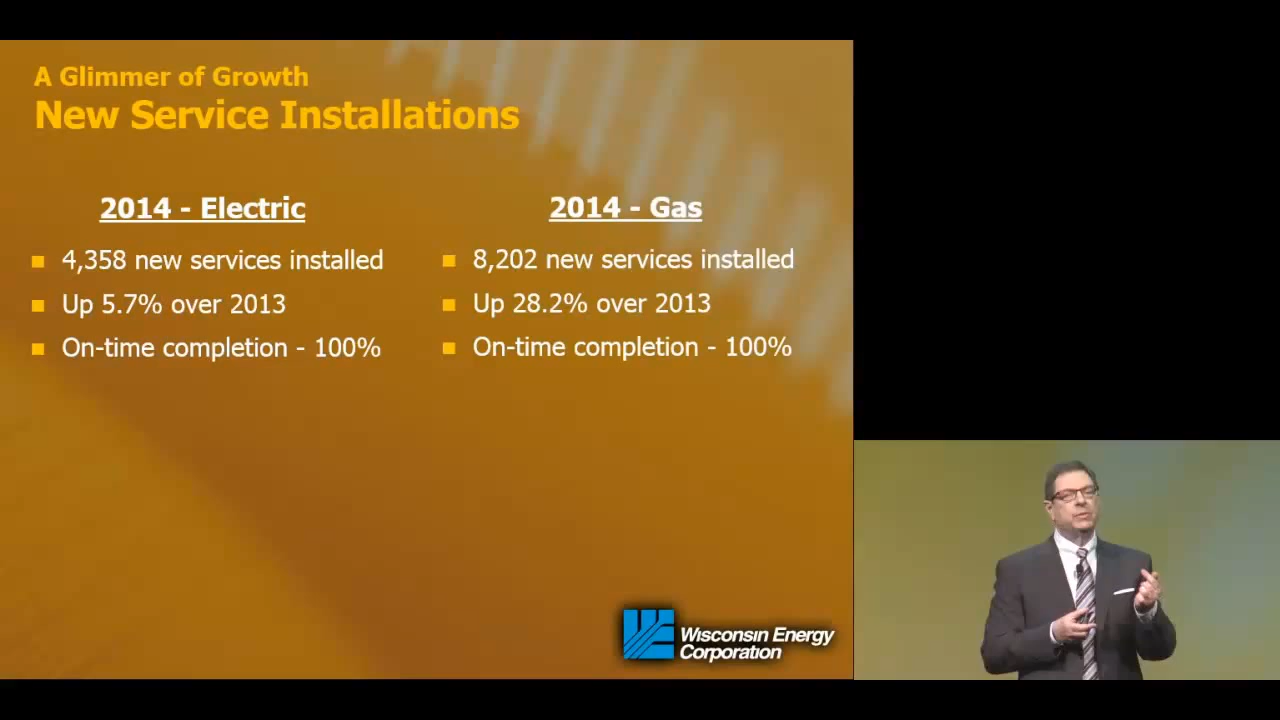 A Glimmer of Growth
New Service Installations
2014 - Electric
4,358 new services installed
Up 5.7% over 2013
On-time completion - 100%
2014 - Gas
8,202 new services installed
Up 28.2% over 2013
On-time completion - 100%
Wisconsin Energy
Corporation